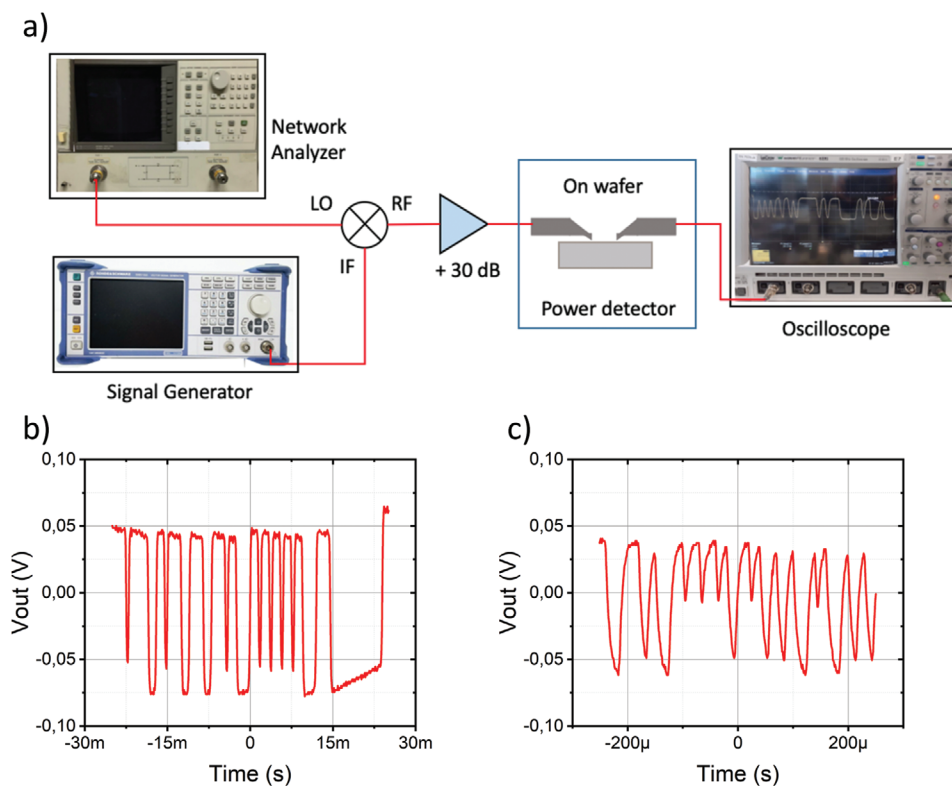 a)
Network
Analyzer
LO
RF
IF
+ 30 dB
On wafer
Power detector
Oscilloscope
Signal Generator
b)
0,10
0,05
0,00
-0,05
-0,10
Vout (V)
-30m
-15m
0
15m
30m
Time (s)
c)
0,10
0,05
0,00
-0,05
-0,10
Vout (V)
-200µ
0
200µ
Time (s)